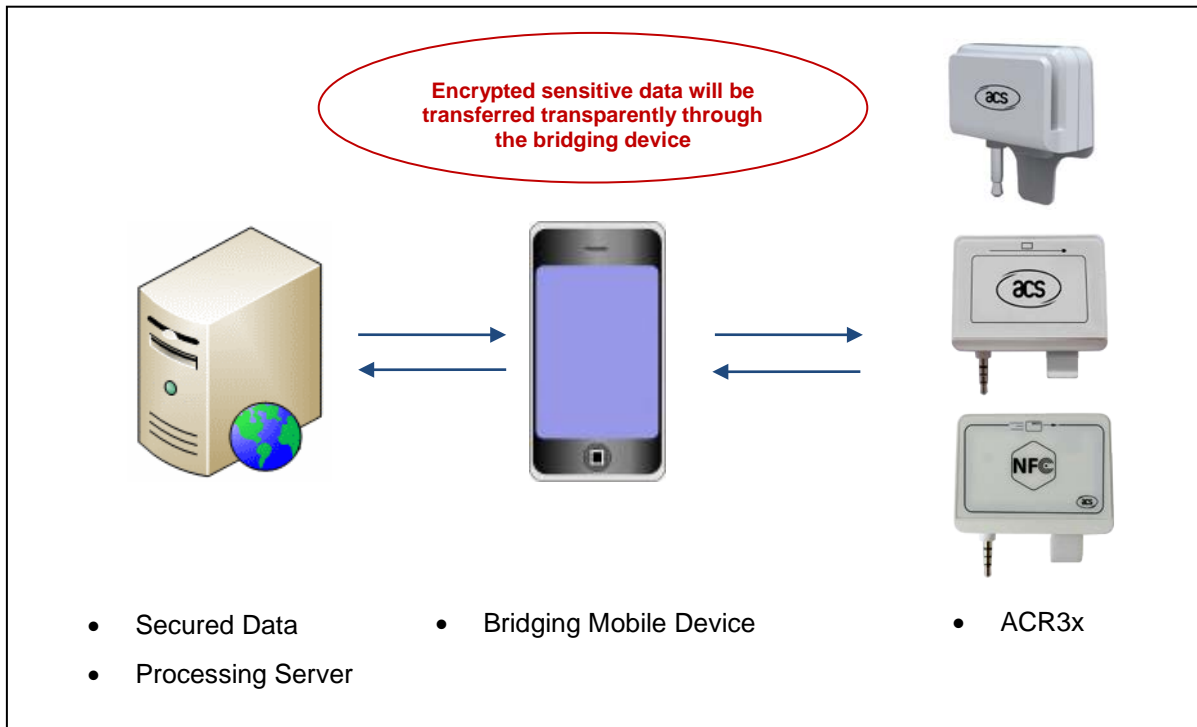 Encrypted sensitive data will be
transferred transparently through
the bridging device
acs
acs
NFC
acs
• Secured Data
• Processing Server
• Bridging Mobile Device
• ACR3x